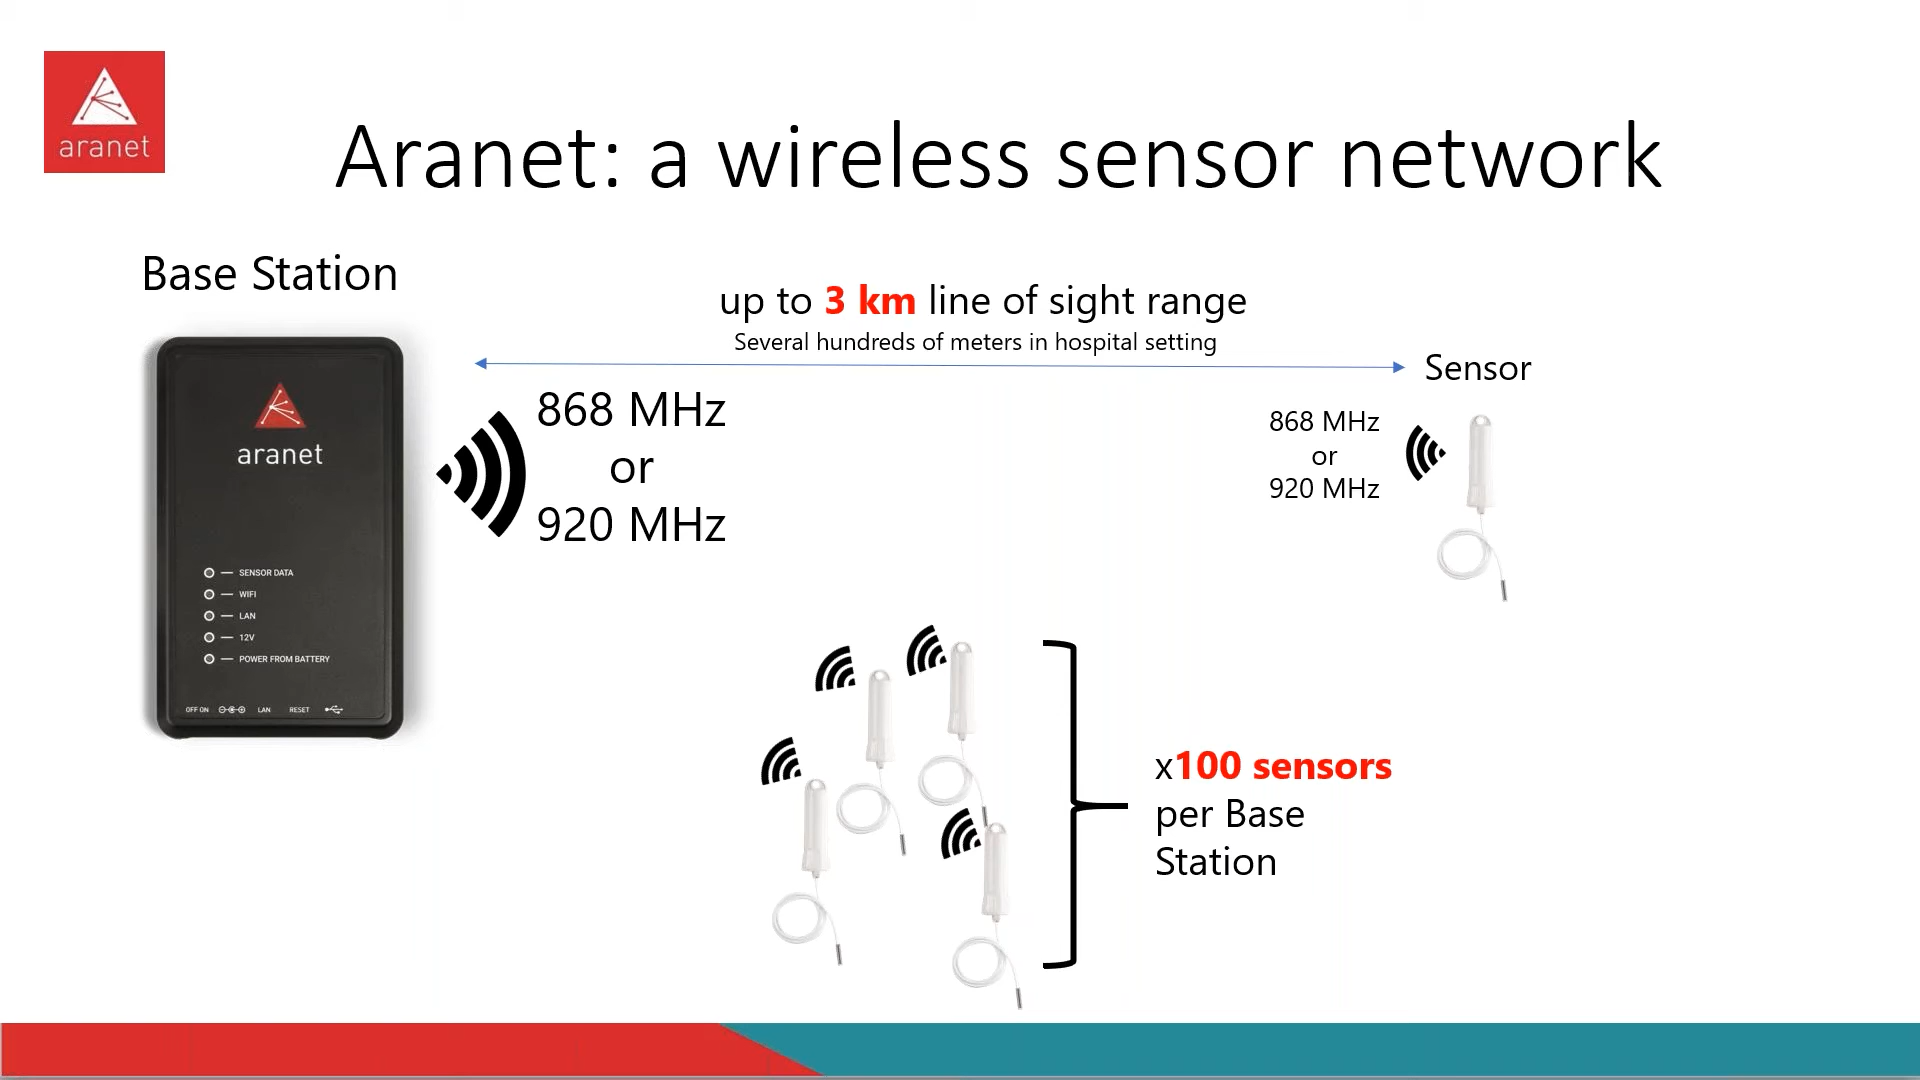 aranet
Aranet: a wireless sensor network
Base Station
up to 3 km line of sight range
Several hundreds of meters in hospital setting
Sensor
868 MHz
or
920 MHz
868 MHz
or
920 MHz
aranet
SENSOR DATA
WIFI
LAN
12V
POWER FROM BATTERY
OFF ON LAN RESET
x100 sensors
per Base
Station